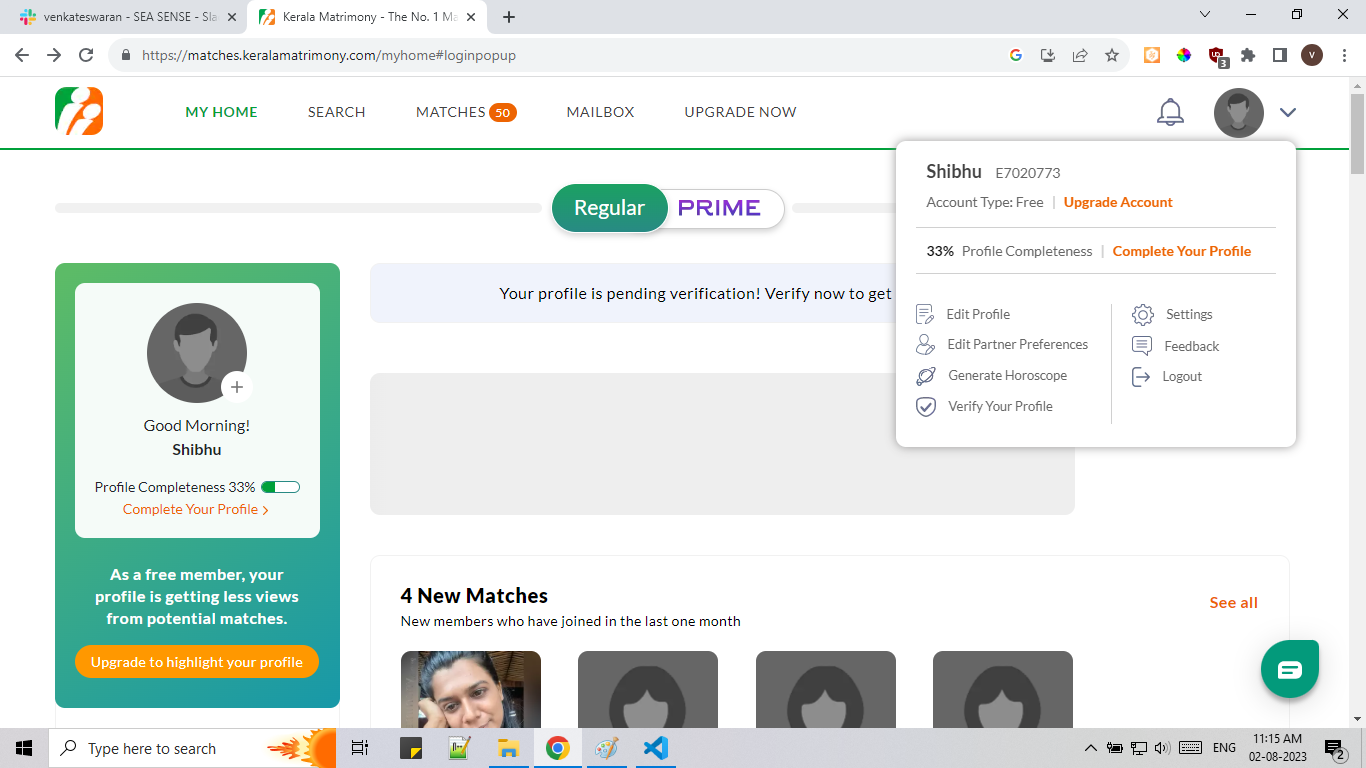 venkateswaran - SEA SENSE - Sla
Kerala Matrimony - The No. 1 Ma
https://matches.keralamatrimony.com/myhome#loginpopup
3
v
MY HOME
SEARCH
MATCHES 50
MAILBOX
UPGRADE NOW
Shibhu E7020773
Account Type: Free | Upgrade Account
33% Profile Completeness | Complete Your Profile
Edit Profile
Edit Partner Preferences
Generate Horoscope
Verify Your Profile
Settings
Feedback
Logout
Regular
PRIME
Your profile is pending verification! Verify now to get
Good Morning!
Shibhu
Profile Completeness 33%
Complete Your Profile >
As a free member, your
profile is getting less views
from potential matches.
Upgrade to highlight your profile
4 New Matches
New members who have joined in the last one month
See all
Type here to search
ENG
11:15 AM
02-08-2023
2